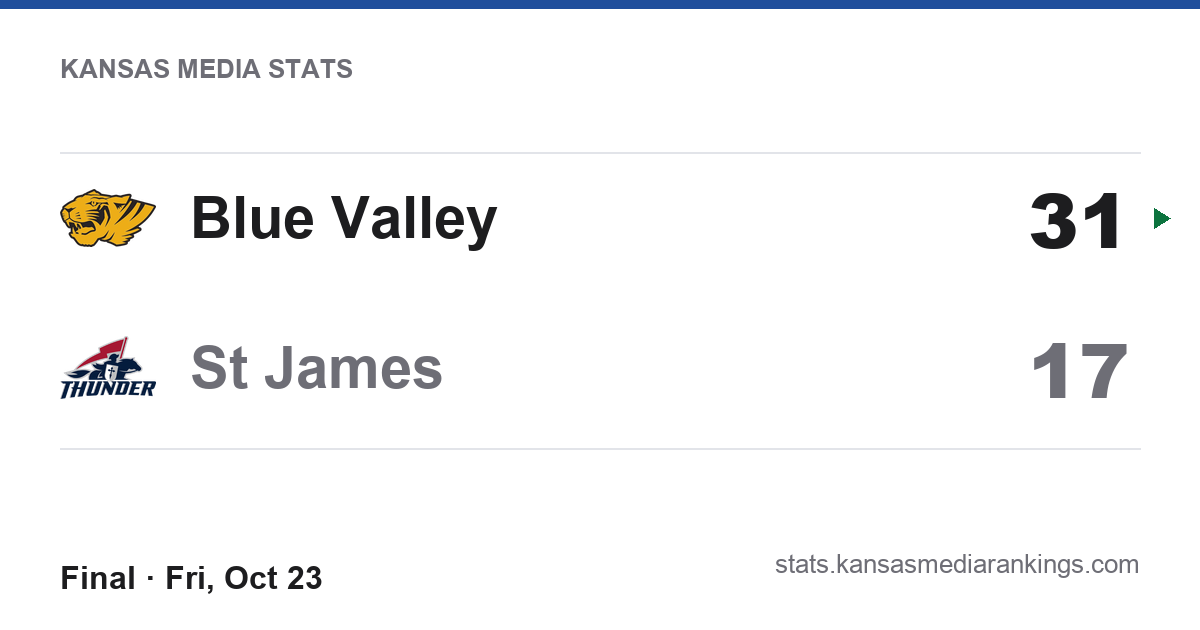 KANSAS MEDIA STATS
Blue Valley 31
THUNDER
St James 17
Final · Fri, Oct 23
stats.kansasmediarankings.com